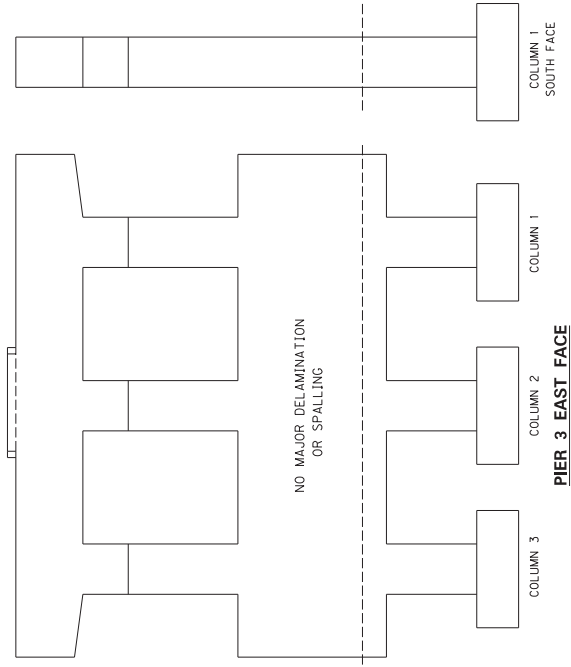 NO MAJOR DELAMINATION
OR SPALLING
COLUMN 3
COLUMN 2
COLUMN 1
COLUMN 1
SOUTH FACE
PIER 3 EAST FACE